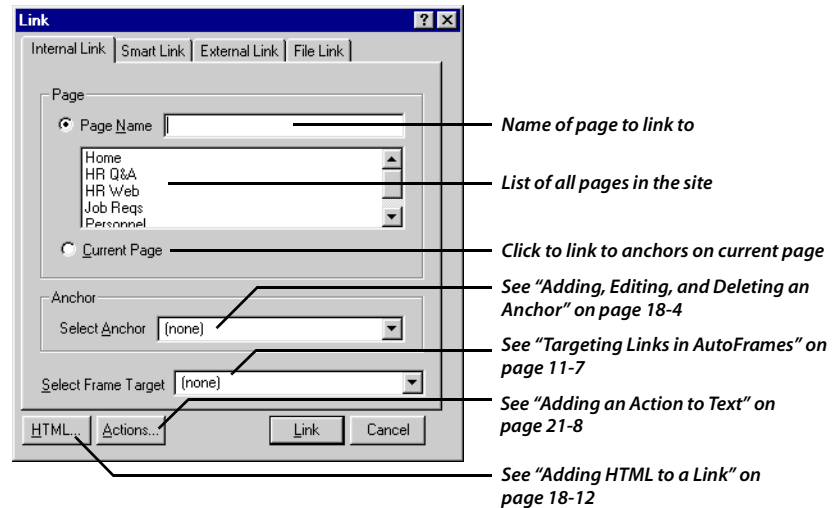 Link
Internal Link Smart Link External Link File Link
Page
Page Name
Name of page to link to
Home
HR Q&A
HR Web
Job Reqs
Personnel
List of all pages in the site
Current Page
Click to link to anchors on current page
Anchor
Select Anchor (none)
See “Adding, Editing, and Deleting an
Anchor” on page 18-4
Select Frame Target (none)
See “Targeting Links in AutoFrames” on
page 11-7
HTML... Actions... Link Cancel
See “Adding an Action to Text” on
page 21-8
See “Adding HTML to a Link” on
page 18-12